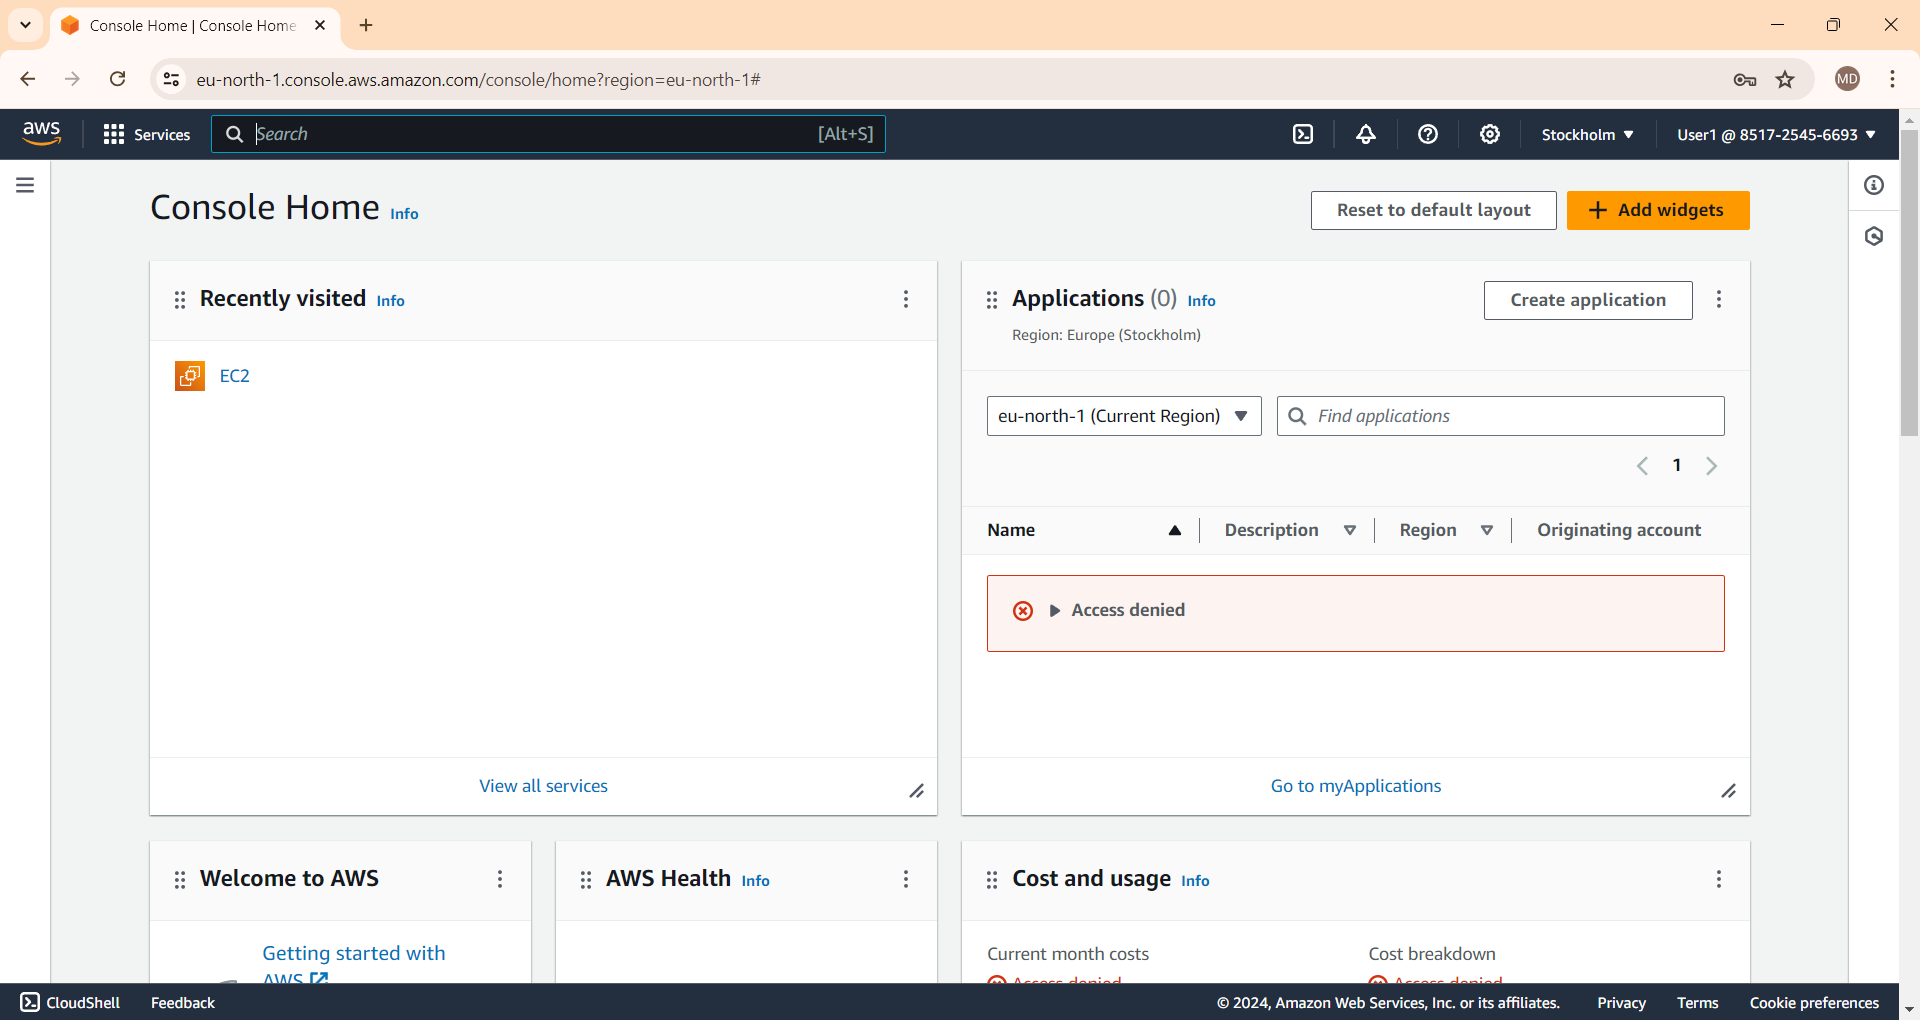 Console Home | Console Home
eu-north-1.console.aws.amazon.com/console/home?region=eu-north-1#
MD
aws
Services
Search
[Alt+S]
Stockholm
User1 @ 8517-2545-6693
Console Home Info
Reset to default layout
Add widgets
Recently visited Info
EC2
View all services
Applications (0) Info
Create application
Region: Europe (Stockholm)
eu-north-1 (Current Region)
Find applications
1
Name
Description
Region
Originating account
Access denied
Go to myApplications
Welcome to AWS
Getting started with
AWS
AWS Health Info
Cost and usage Info
Current month costs
Access denied
Cost breakdown
Access denied
CloudShell
Feedback
© 2024, Amazon Web Services, Inc. or its affiliates.
Privacy
Terms
Cookie preferences